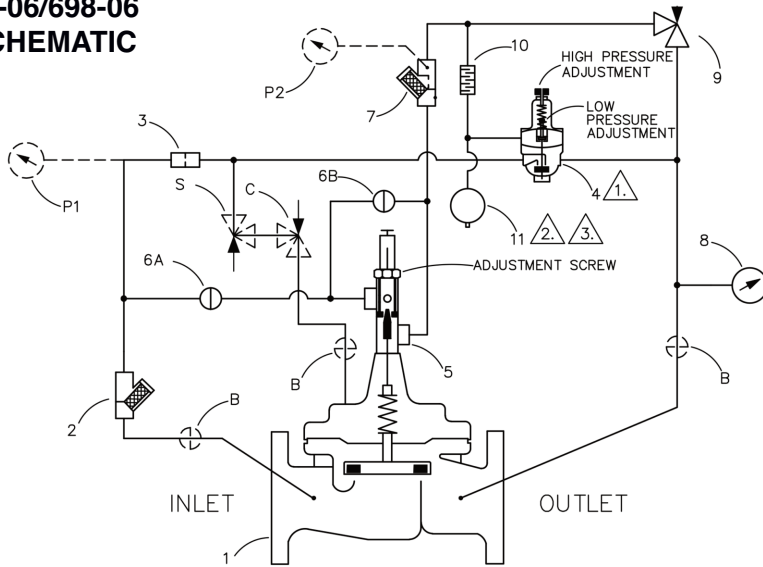 -06/698-06
CHEMATIC
P2
7
10
HIGH PRESSURE
ADJUSTMENT
LOW
PRESSURE
ADJUSTMENT
9
3
P1
S
C
6B
4
1.
11
2.
3.
8
6A
ADJUSTMENT SCREW
B
5
B
2
B
INLET
OUTLET
1